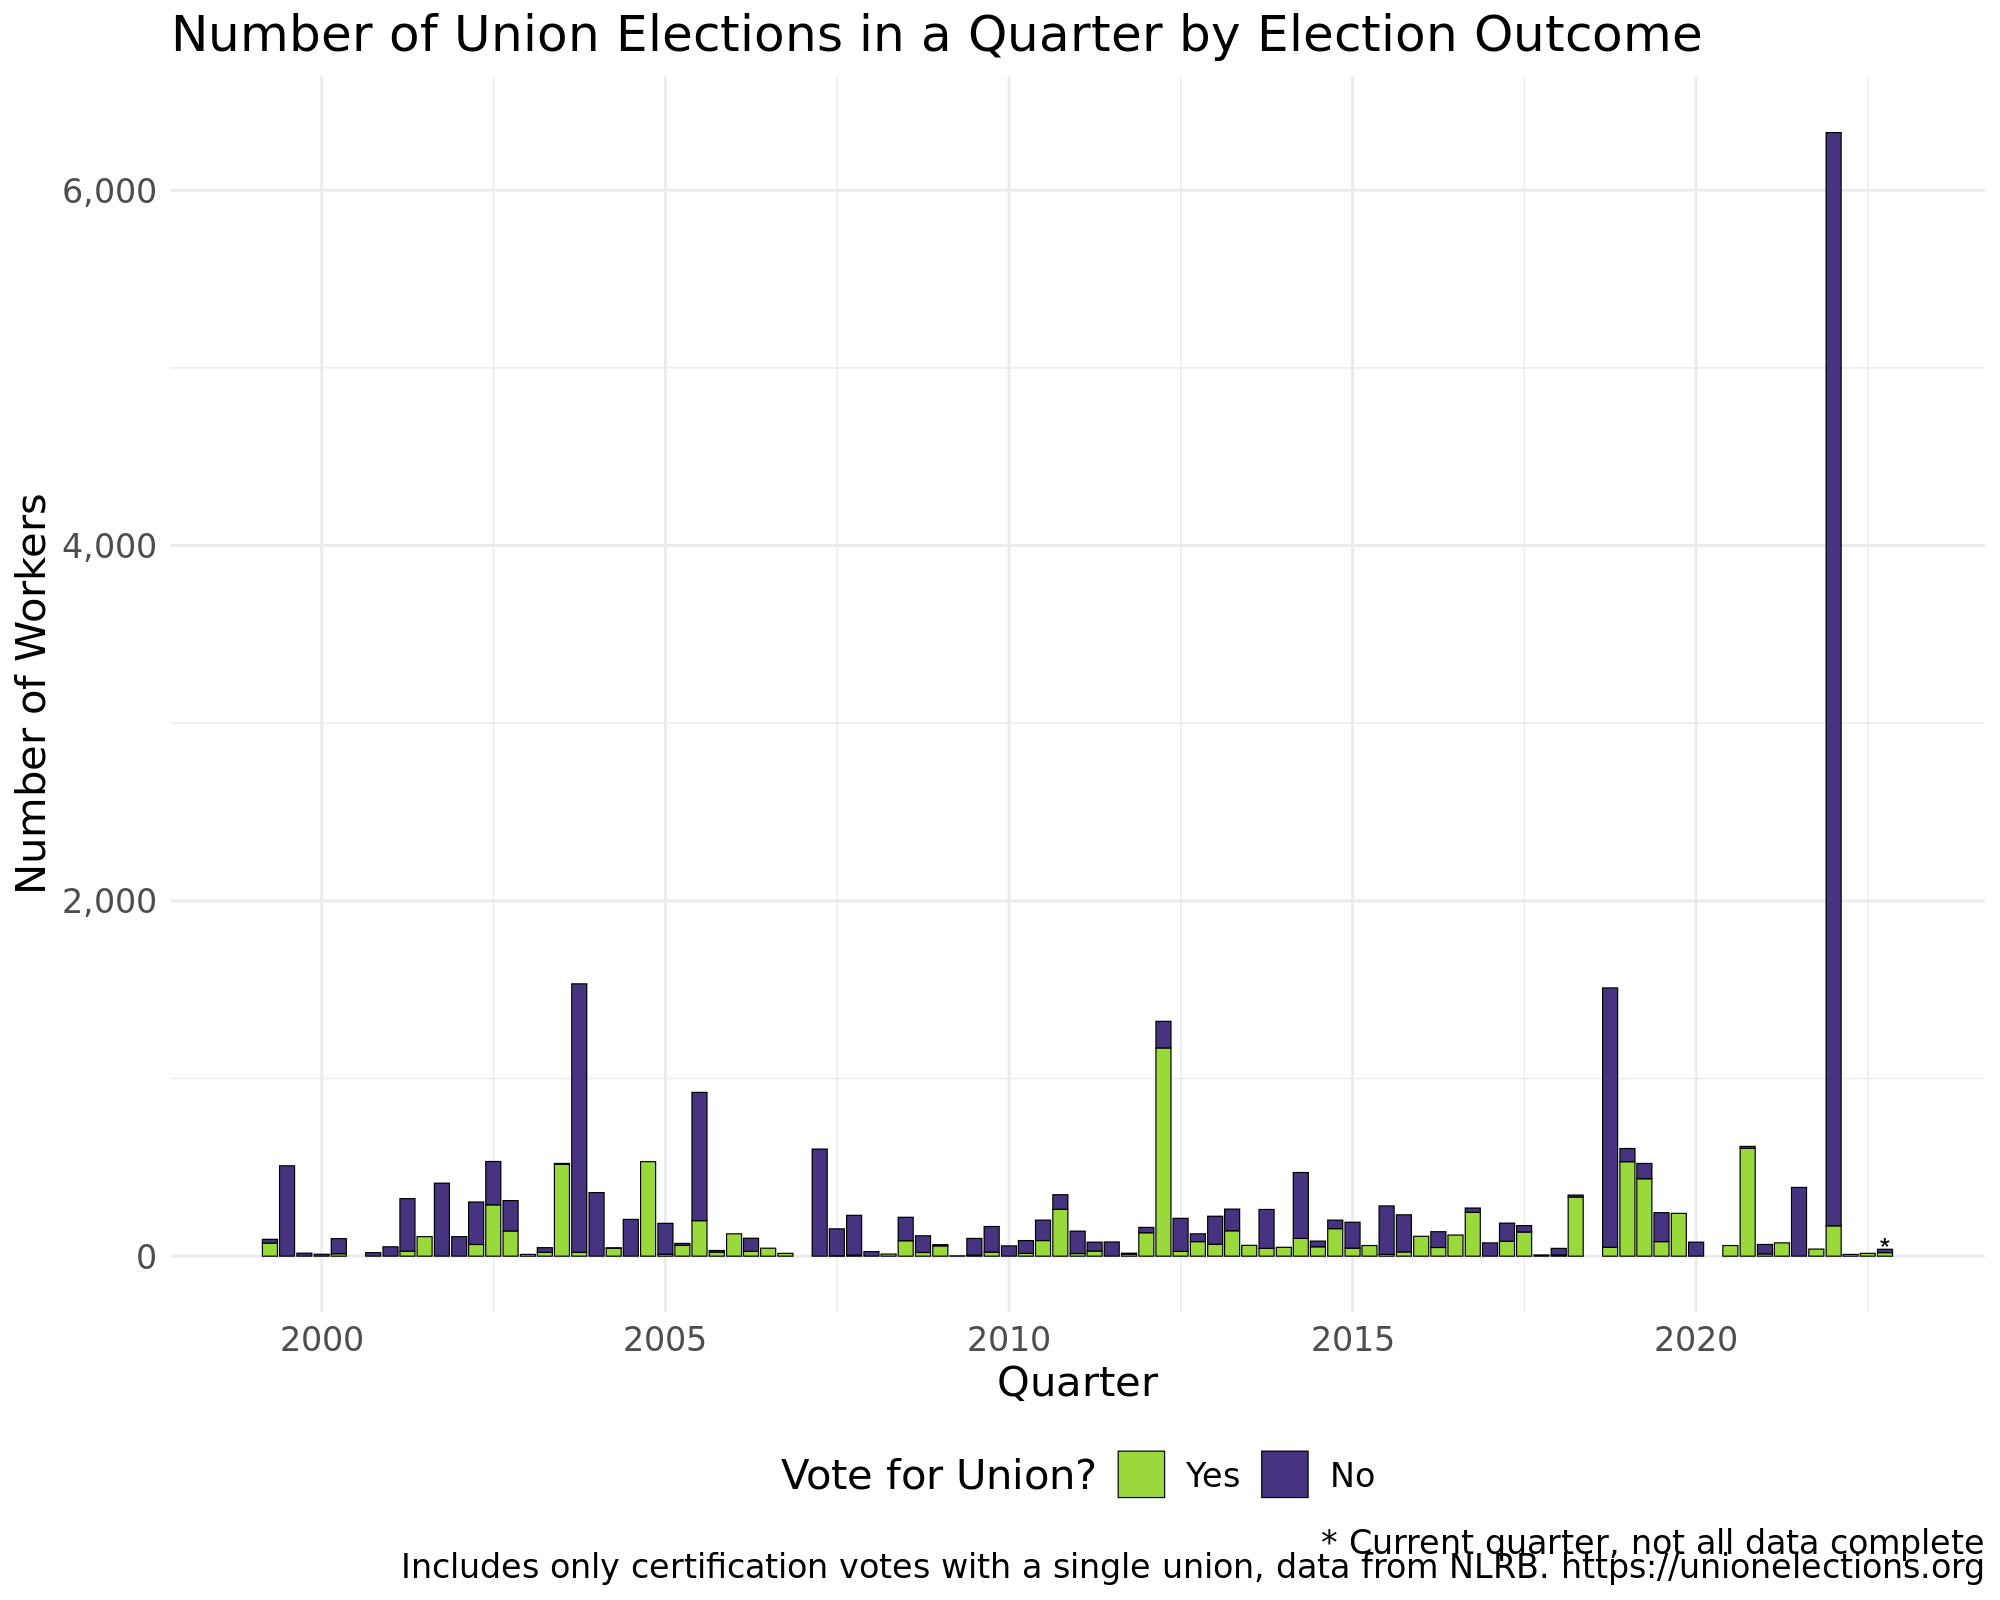 Number of Union Elections in a Quarter by Election Outcome
Number of Workers
6,000
4,000
2,000
0
*
2000 2005 2010 2015 2020
Quarter
Vote for Union? Yes No
* Current quarter, not all data complete
Includes only certification votes with a single union, data from NLRB. https://unionelections.org